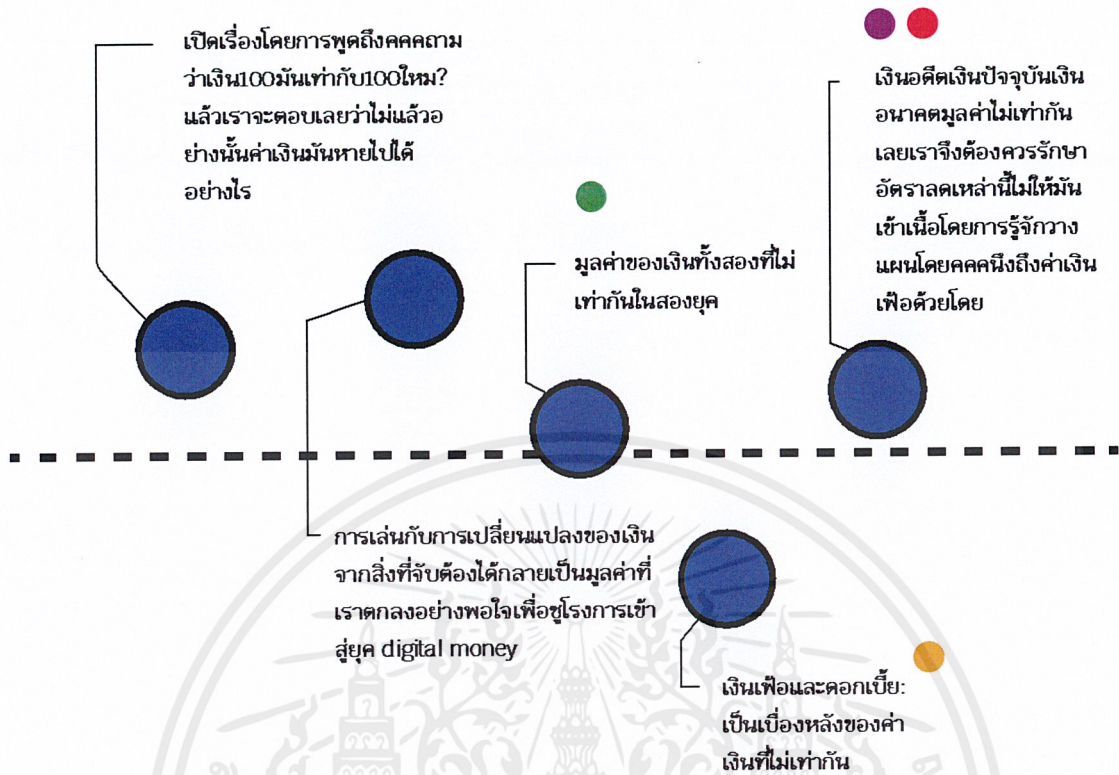 เปิดเรื่องโดยการพูดถึงคคคถาม
ว่าเงิน100มันเท่ากับ100ใหม?
แล้วเราจะตอบเลยว่าไม่แล้วอ
ย่างนั้นค่าเงินมันหายไปได้
อย่างไร
การเล่นกับการเปลี่ยนแปลงของเงิน
จากสิ่งที่จับต้องได้กลายเป็นมูลค่าที่
เราตกลงอย่างพอใจเพื่อชูโรงการเข้า
สู่ยุค digital money
มูลค่าของเงินทั้งสองที่ไม่
เท่ากันในสองยุค
เงินเฟ้อและดอกเบี้ย:
เป็นเบื่องหลังของค่า
เงินที่ไม่เท่ากัน
เงินอดีตเงินปัจจุบันเงิน
อนาคตมูลค่าไม่เท่ากัน
เลยเราจึงต้องควรรักษา
อัตราลดเหล่านี้ไม่ให้มัน
เข้าเนื้อโดยการรู้จักวาง
แผนโดยคคคนึงถึงค่าเงิน
เฟ้อด้วยโดย